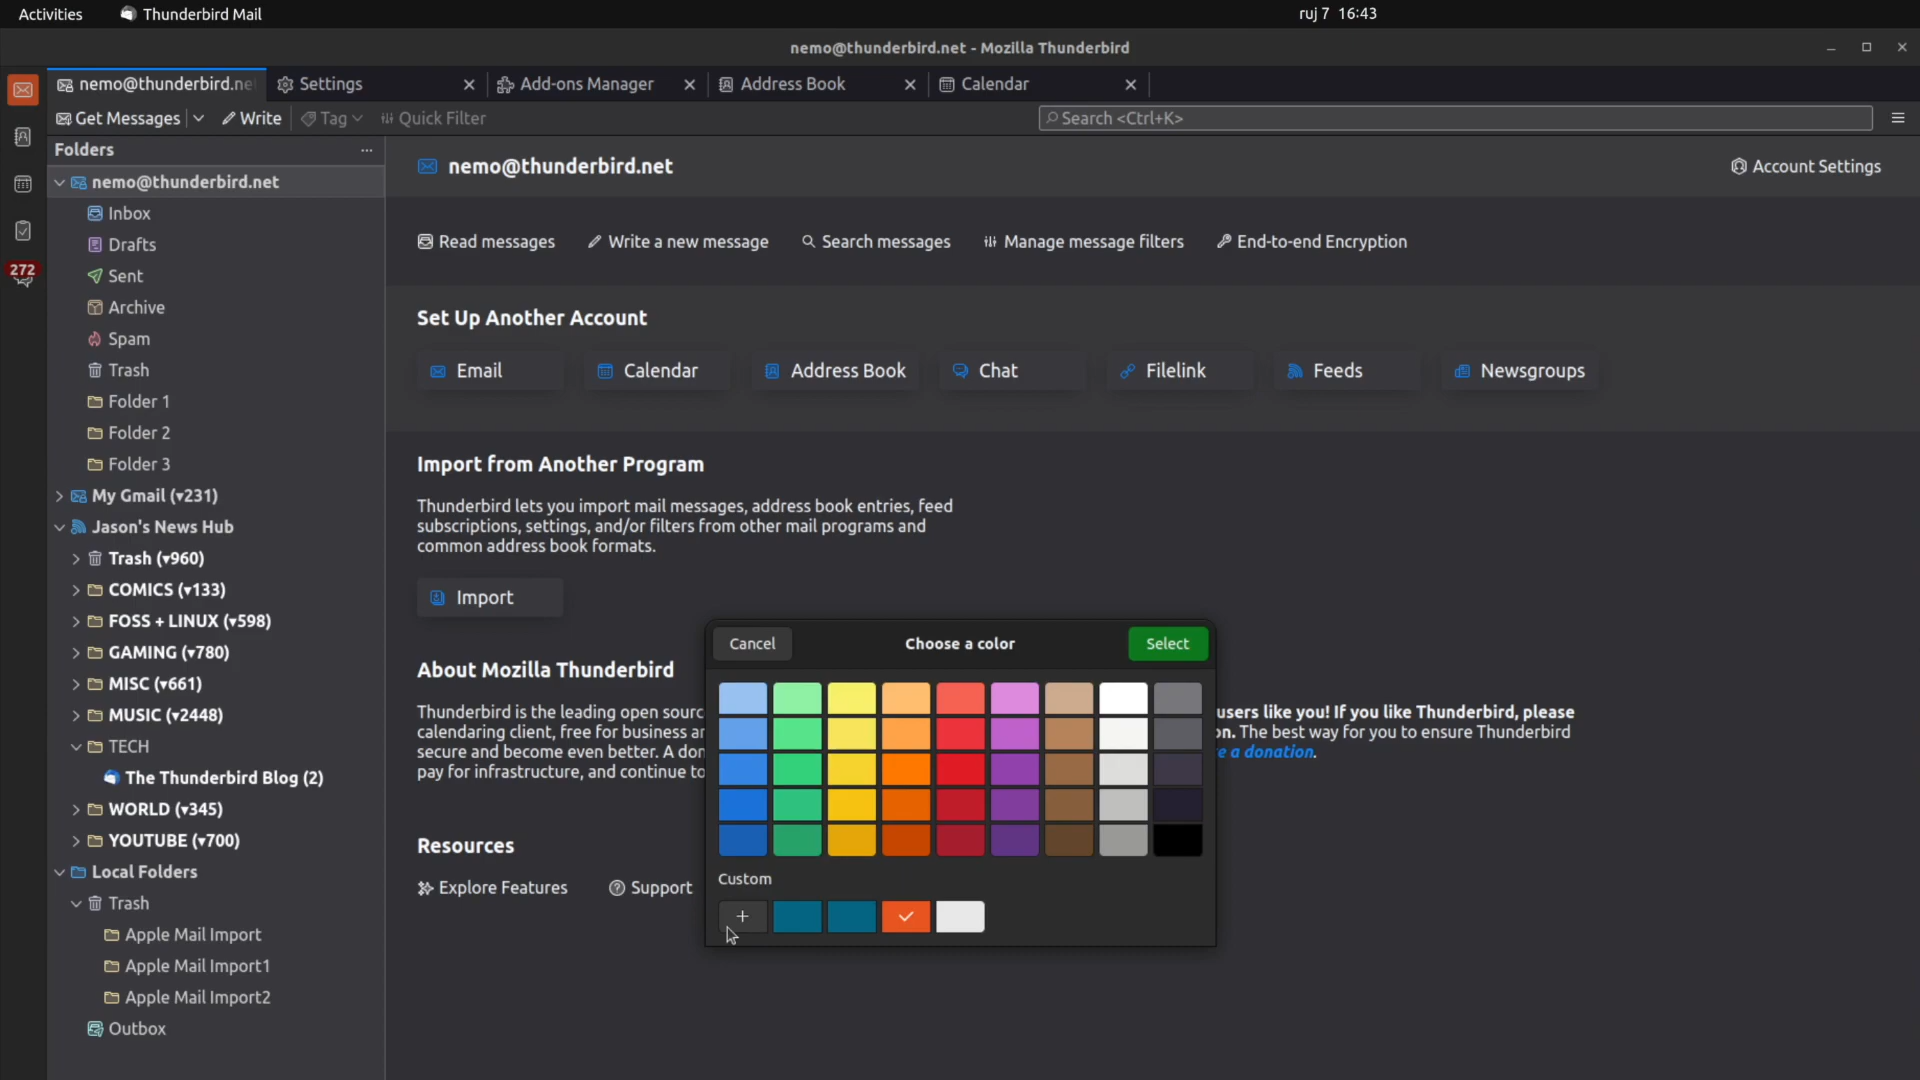 Activities
Thunderbird Mail
ruj 7 16:43
nemo@thunderbird.net - Mozilla Thunderbird
nemo@thunderbird.ne
Settings
Add-ons Manager
Address Book
Calendar
Get Messages
Write
Tag
Quick Filter
Search <Ctrl+K>
Folders
272
nemo@thunderbird.net
Inbox
Drafts
Sent
Archive
Spam
Trash
Folder 1
Folder 2
Folder 3
My Gmail (▾231)
Jason's News Hub
Trash (▾960)
COMICS (▾133)
FOSS + LINUX (▾598)
GAMING (▾780)
MISC (▾661)
MUSIC (▾2448)
TECH
The Thunderbird Blog (2)
WORLD (▾345)
YOUTUBE (▾700)
Local Folders
Trash
Apple Mail Import
Apple Mail Import1
Apple Mail Import2
Outbox
nemo@thunderbird.net
Account Settings
Read messages
Write a new message
Search messages
Manage message filters
End-to-end Encryption
Set Up Another Account
Email
Calendar
Address Book
Chat
Filelink
Feeds
Newsgroups
Import from Another Program
Thunderbird lets you import mail messages, address book entries, feed
subscriptions, settings, and/or filters from other mail programs and
common address book formats.
Import
About Mozilla Thunderbird
Thunderbird is the leading open sourc
calendaring client, free for business ar
secure and become even better. A don
pay for infrastructure, and continue to
users like you! If you like Thunderbird, please
on. The best way for you to ensure Thunderbird
e a donation.
Resources
Explore Features
Support
Cancel
Choose a color
Select
Custom